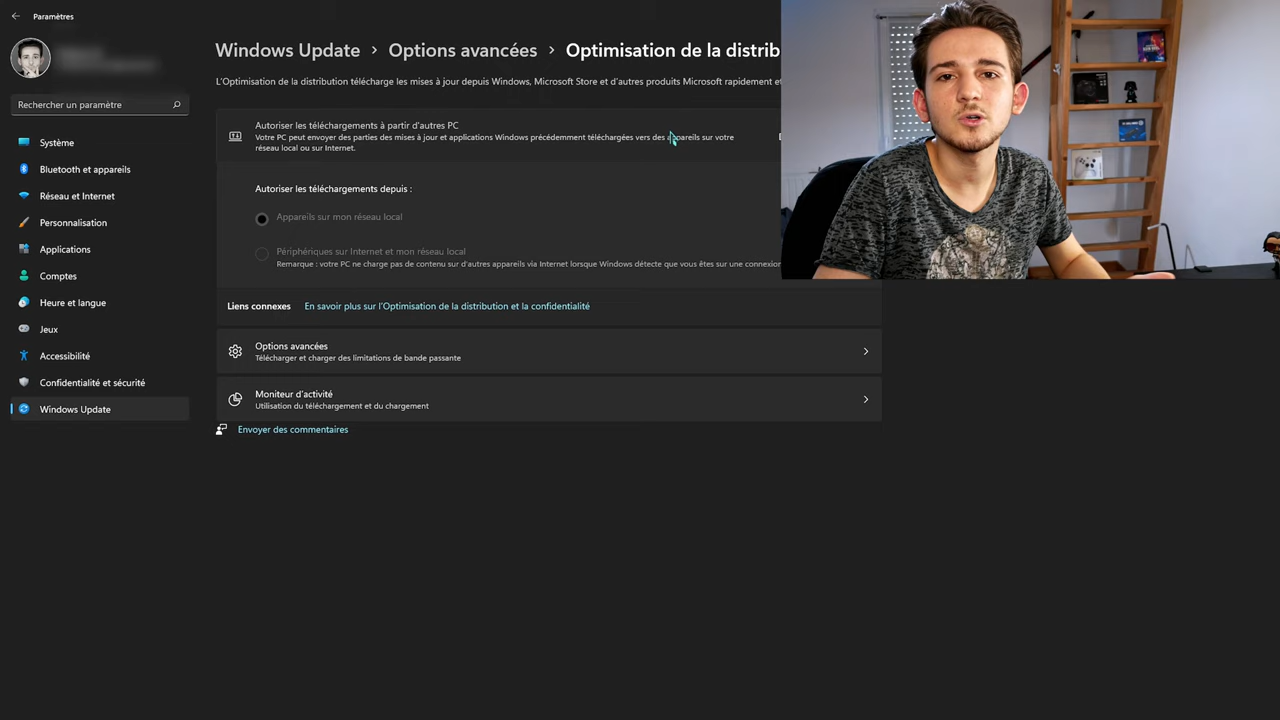 Paramètres
Windows Update > Options avancées > Optimisation de la distrib
L'Optimisation de la distribution télécharge les mises à jour depuis Windows, Microsoft Store et d'autres produits Microsoft rapidement et
Rechercher un paramètre
Autoriser les téléchargements à partir d'autres PC
Votre PC peut envoyer des parties des mises à jour et applications Windows précédemment téléchargées vers des appareils sur votre
réseau local ou sur Internet.
Système
Bluetooth et appareils
Réseau et Internet
Personnalisation
Applications
Comptes
Heure et langue
Jeux
Accessibilité
Confidentialité et sécurité
Windows Update
Autoriser les téléchargements depuis :
Appareils sur mon réseau local
Périphériques sur Internet et mon réseau local
Remarque : votre PC ne charge pas de contenu sur d'autres appareils via Internet lorsque Windows détecte que vous êtes sur une connexion
Liens connexes En savoir plus sur l'Optimisation de la distribution et la confidentialité
Options avancées
Télécharger et charger des limitations de bande passante
Moniteur d'activité
Utilisation du téléchargement et du chargement
Envoyer des commentaires